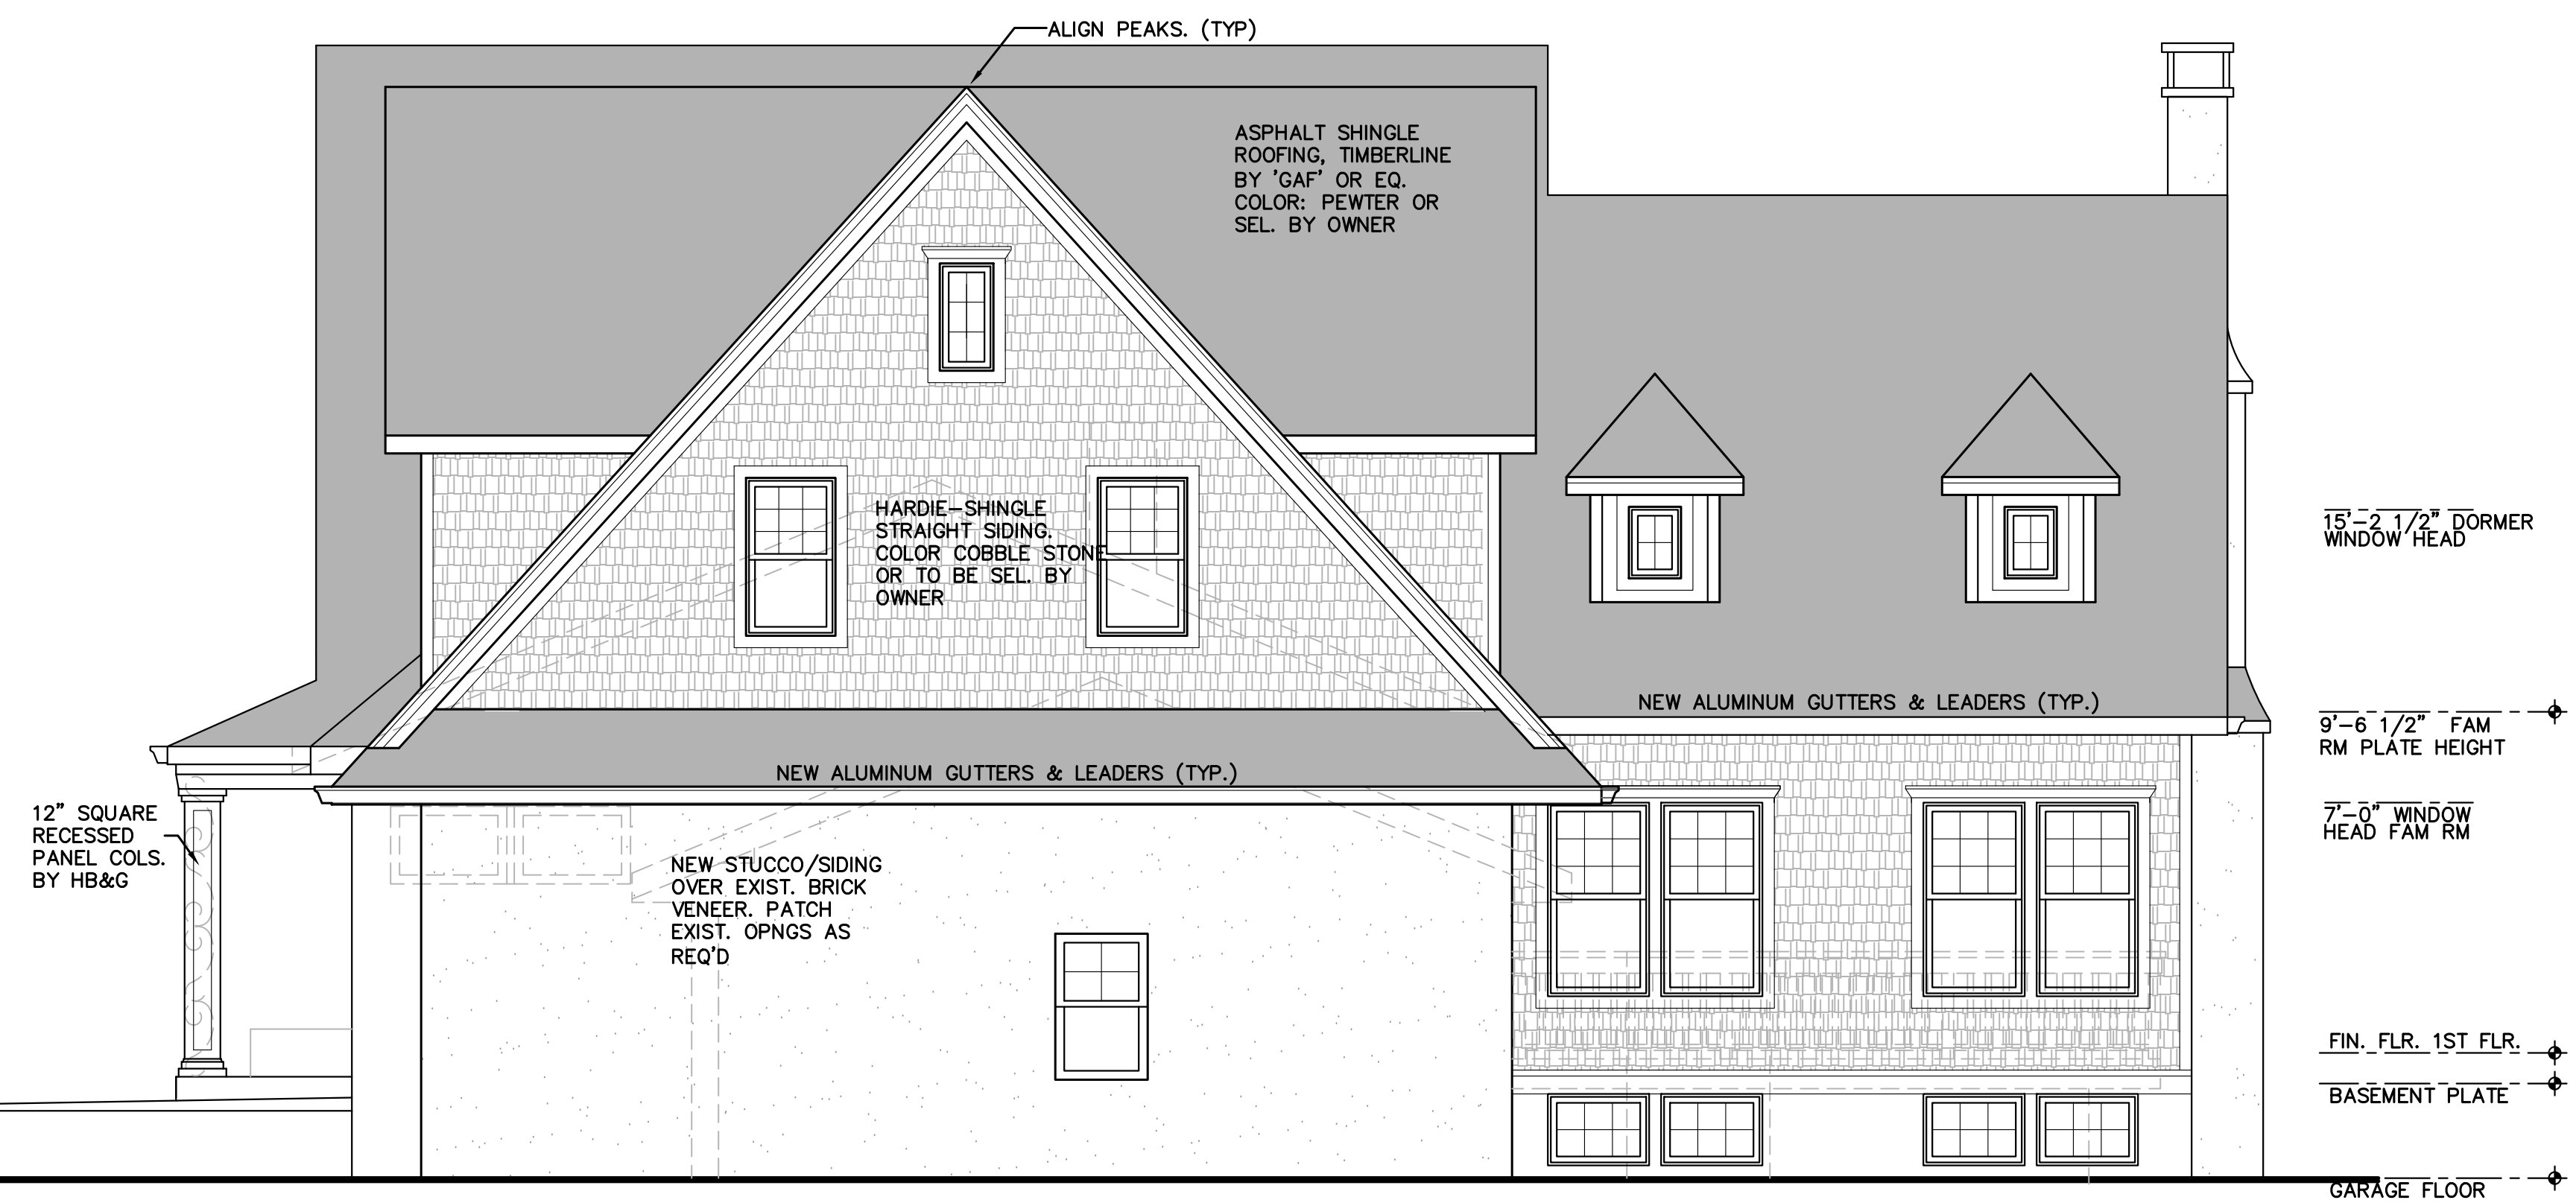 ALIGN PEAKS. (TYP)
ASPHALT SHINGLE
ROOFING, TIMBERLINE
BY 'GAF' OR EQ.
COLOR: PEWTER OR
SEL. BY OWNER
HARDIE-SHINGLE
STRAIGHT SIDING.
COLOR COBBLE STONE
OR TO BE SEL. BY
OWNER
15'-2 1/2" DORMER
WINDOW HEAD
NEW ALUMINUM GUTTERS & LEADERS (TYP.)
9'-6 1/2" FAM
RM PLATE HEIGHT
NEW ALUMINUM GUTTERS & LEADERS (TYP.)
12" SQUARE
RECESSED
PANEL COLS.
BY HB&G
7'-0" WINDOW
HEAD FAM RM
NEW STUCCO/SIDING
OVER EXIST. BRICK
VENEER. PATCH
EXIST. OPNGS AS
REQ'D
FIN. FLR. 1ST FLR.
BASEMENT PLATE
GARAGE FLOOR